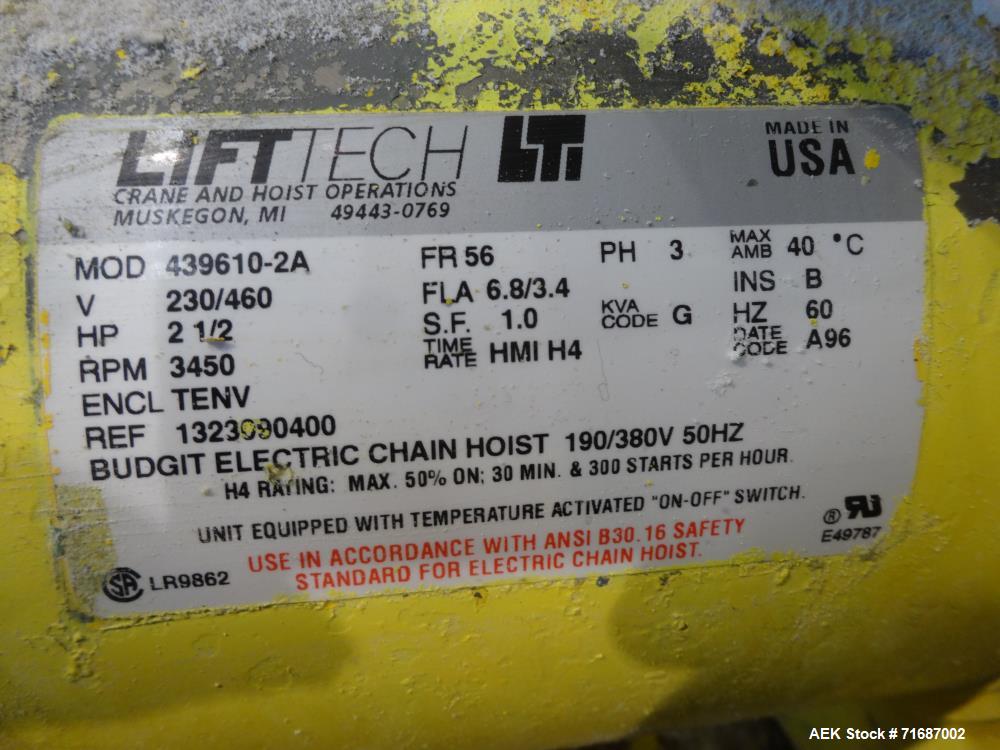 LIFTTECH LTI
CRANE AND HOIST OPERATIONS
MUSKEGON, MI 49443-0769
MADE IN
USA
MOD 439610-2A FR 56 PH 3 MAX AMB 40 °C
V 230/460 FLA 6.8/3.4 INS B
HP 2 1/2 S.F. 1.0 KVA CODE G HZ 60
RPM 3450 TIME RATE HMI H4 DATE CODE A96
ENCL TENV
REF 1323990400
BUDGIT ELECTRIC CHAIN HOIST 190/380V 50HZ
H4 RATING: MAX. 50% ON; 30 MIN. & 300 STARTS PER HOUR.
UNIT EQUIPPED WITH TEMPERATURE ACTIVATED "ON-OFF" SWITCH.
USE IN ACCORDANCE WITH ANSI B30.16 SAFETY
STANDARD FOR ELECTRIC CHAIN HOIST.
SA LR9862
® RU
E49787
AEK Stock # 71687002